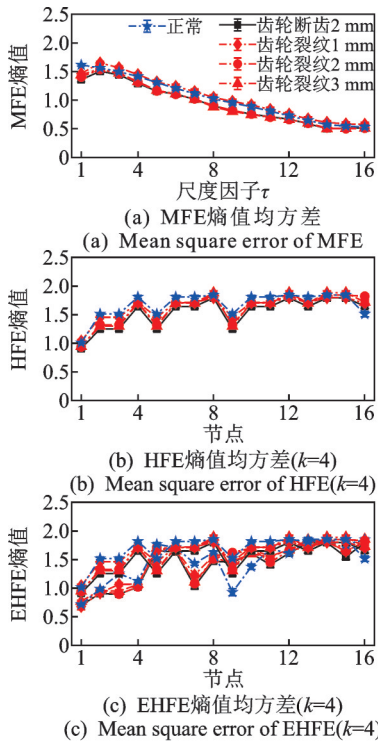 正常
齿轮断齿2 mm
齿轮裂纹1 mm
齿轮裂纹2 mm
齿轮裂纹3 mm
MFE熵值
2.0
1.5
1.0
0.5
0
1 4 8 12 16
尺度因子τ
(a) MFE熵值均方差
(a) Mean square error of MFE
HFE熵值
2.5
2.0
1.5
1.0
0
1 4 8 12 16
节点
(b) HFE熵值均方差(k=4)
(b) Mean square error of HFE(k=4)
EHFE熵值
2.5
2.0
1.5
1.0
0.5
0
1 4 8 12 16
节点
(c) EHFE熵值均方差(k=4)
(c) Mean square error of EHFE(k=4)